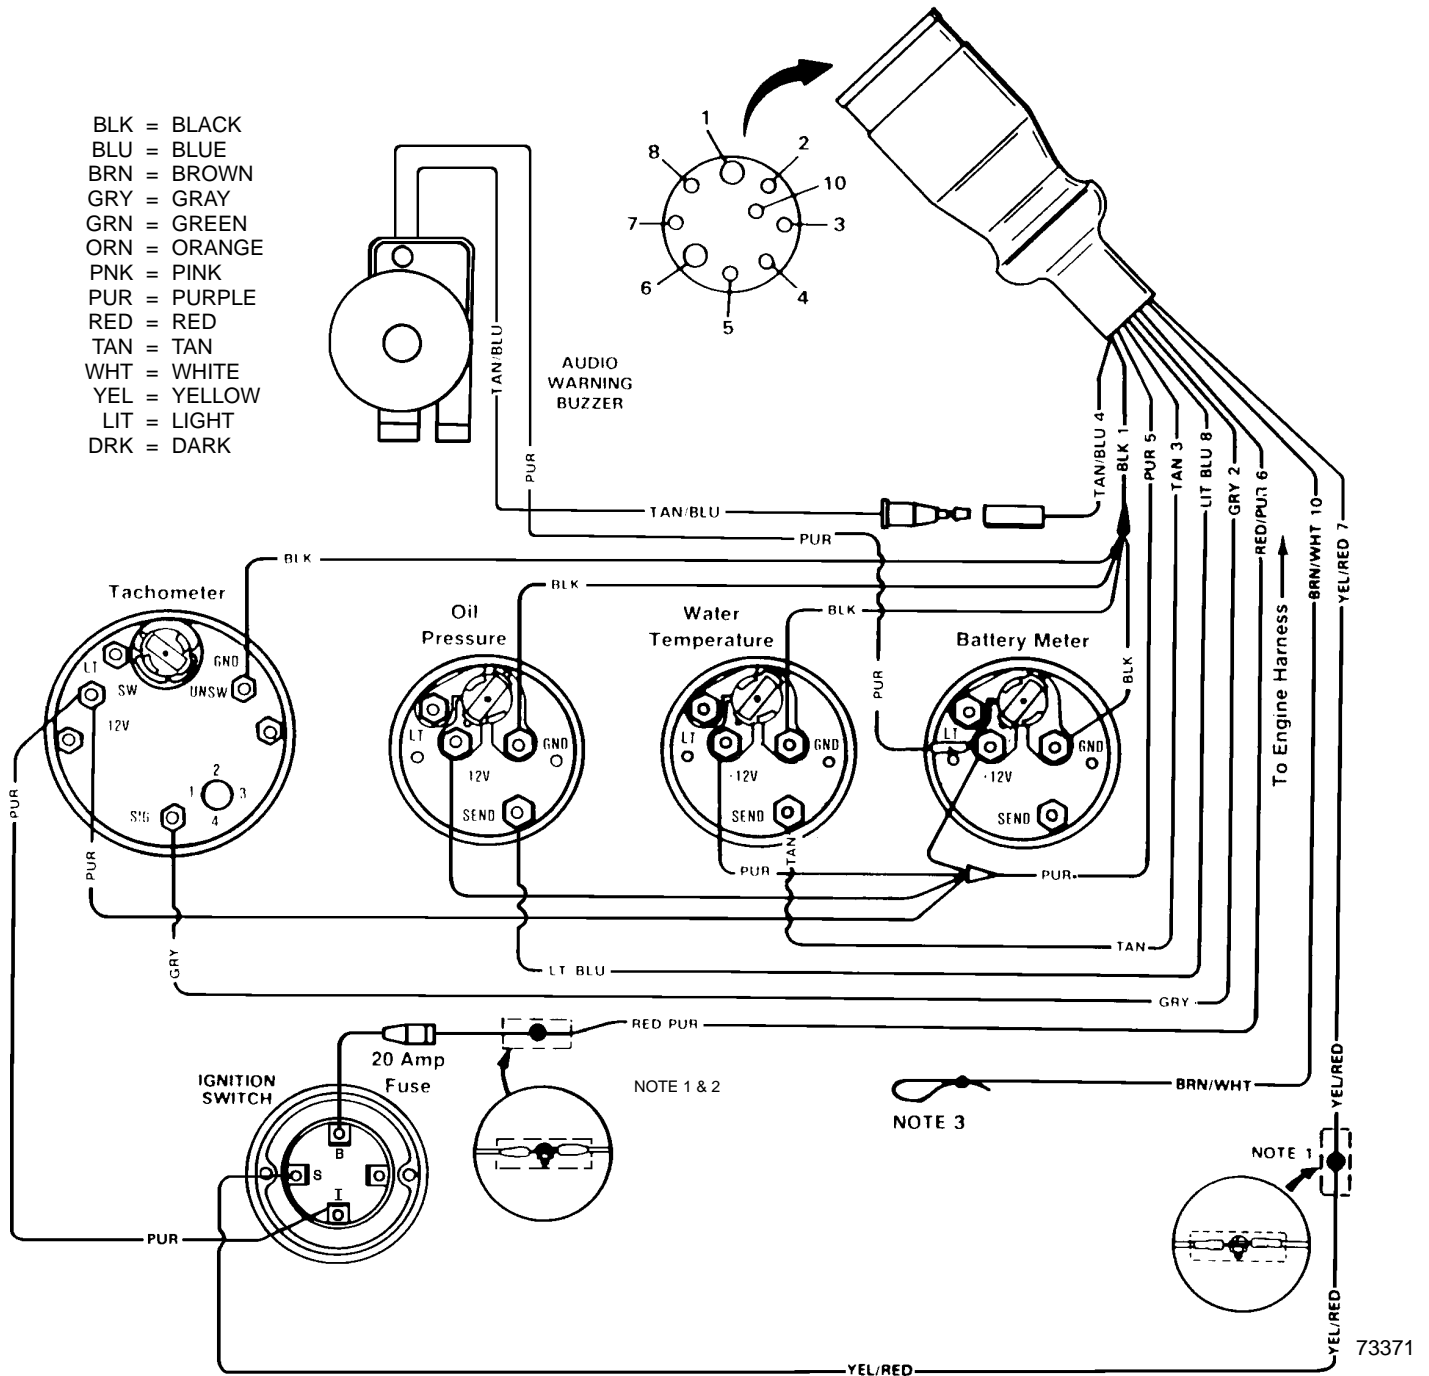 BLK = BLACK
BLU = BLUE
BRN = BROWN
GRY = GRAY
GRN = GREEN
ORN = ORANGE
PNK = PINK
PUR = PURPLE
RED = RED
TAN = TAN
WHT = WHITE
YEL = YELLOW
LIT = LIGHT
DRK = DARK
1
2
8
10
7
3
6
4
5
TAN/BLU
PUR
AUDIO
WARNING
BUZZER
TAN/BLU 4
BLK 1
PUR 5
TAN 3
LIT BLU 8
GRY 2
RED/PUR 6
BRN/WHT 10
YEL/RED 7
To Engine Harness
TAN/BLU
PUR
BLK
BLK
BLK
BLK
PUR
Tachometer
Oil
Pressure
Water
Temperature
Battery Meter
LT
SW
GND
UNSW
12V
SIG
1
2
3
4
LT
GND
12V
SEND
LT
GND
12V
SEND
LT
GND
12V
SEND
PUR
PUR
TAN
PUR
PUR
TAN
LT BLU
GRY
GRY
RED PUR
20 Amp
Fuse
NOTE 1 & 2
IGNITION
SWITCH
B
S
I
PUR
NOTE 3
BRN/WHT
YEL/RED
NOTE 1
YEL/RED
YEL/RED
73371